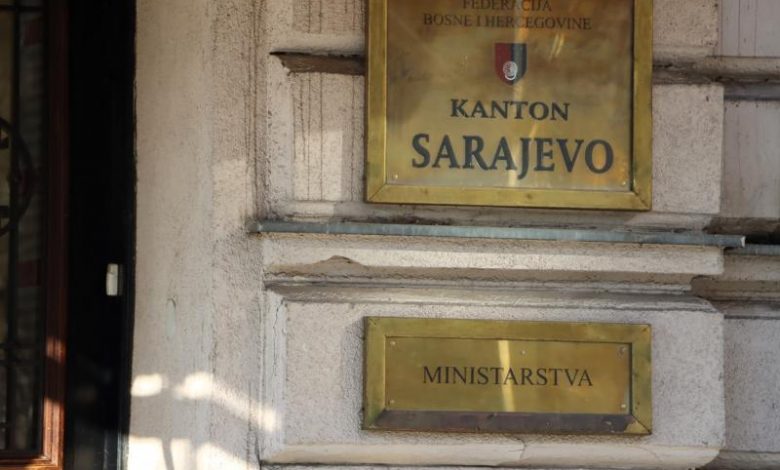 FEDERACIJA
BOSNE I HERCEGOVINE
KANTON
SARAJEVO
MINISTARSTVA